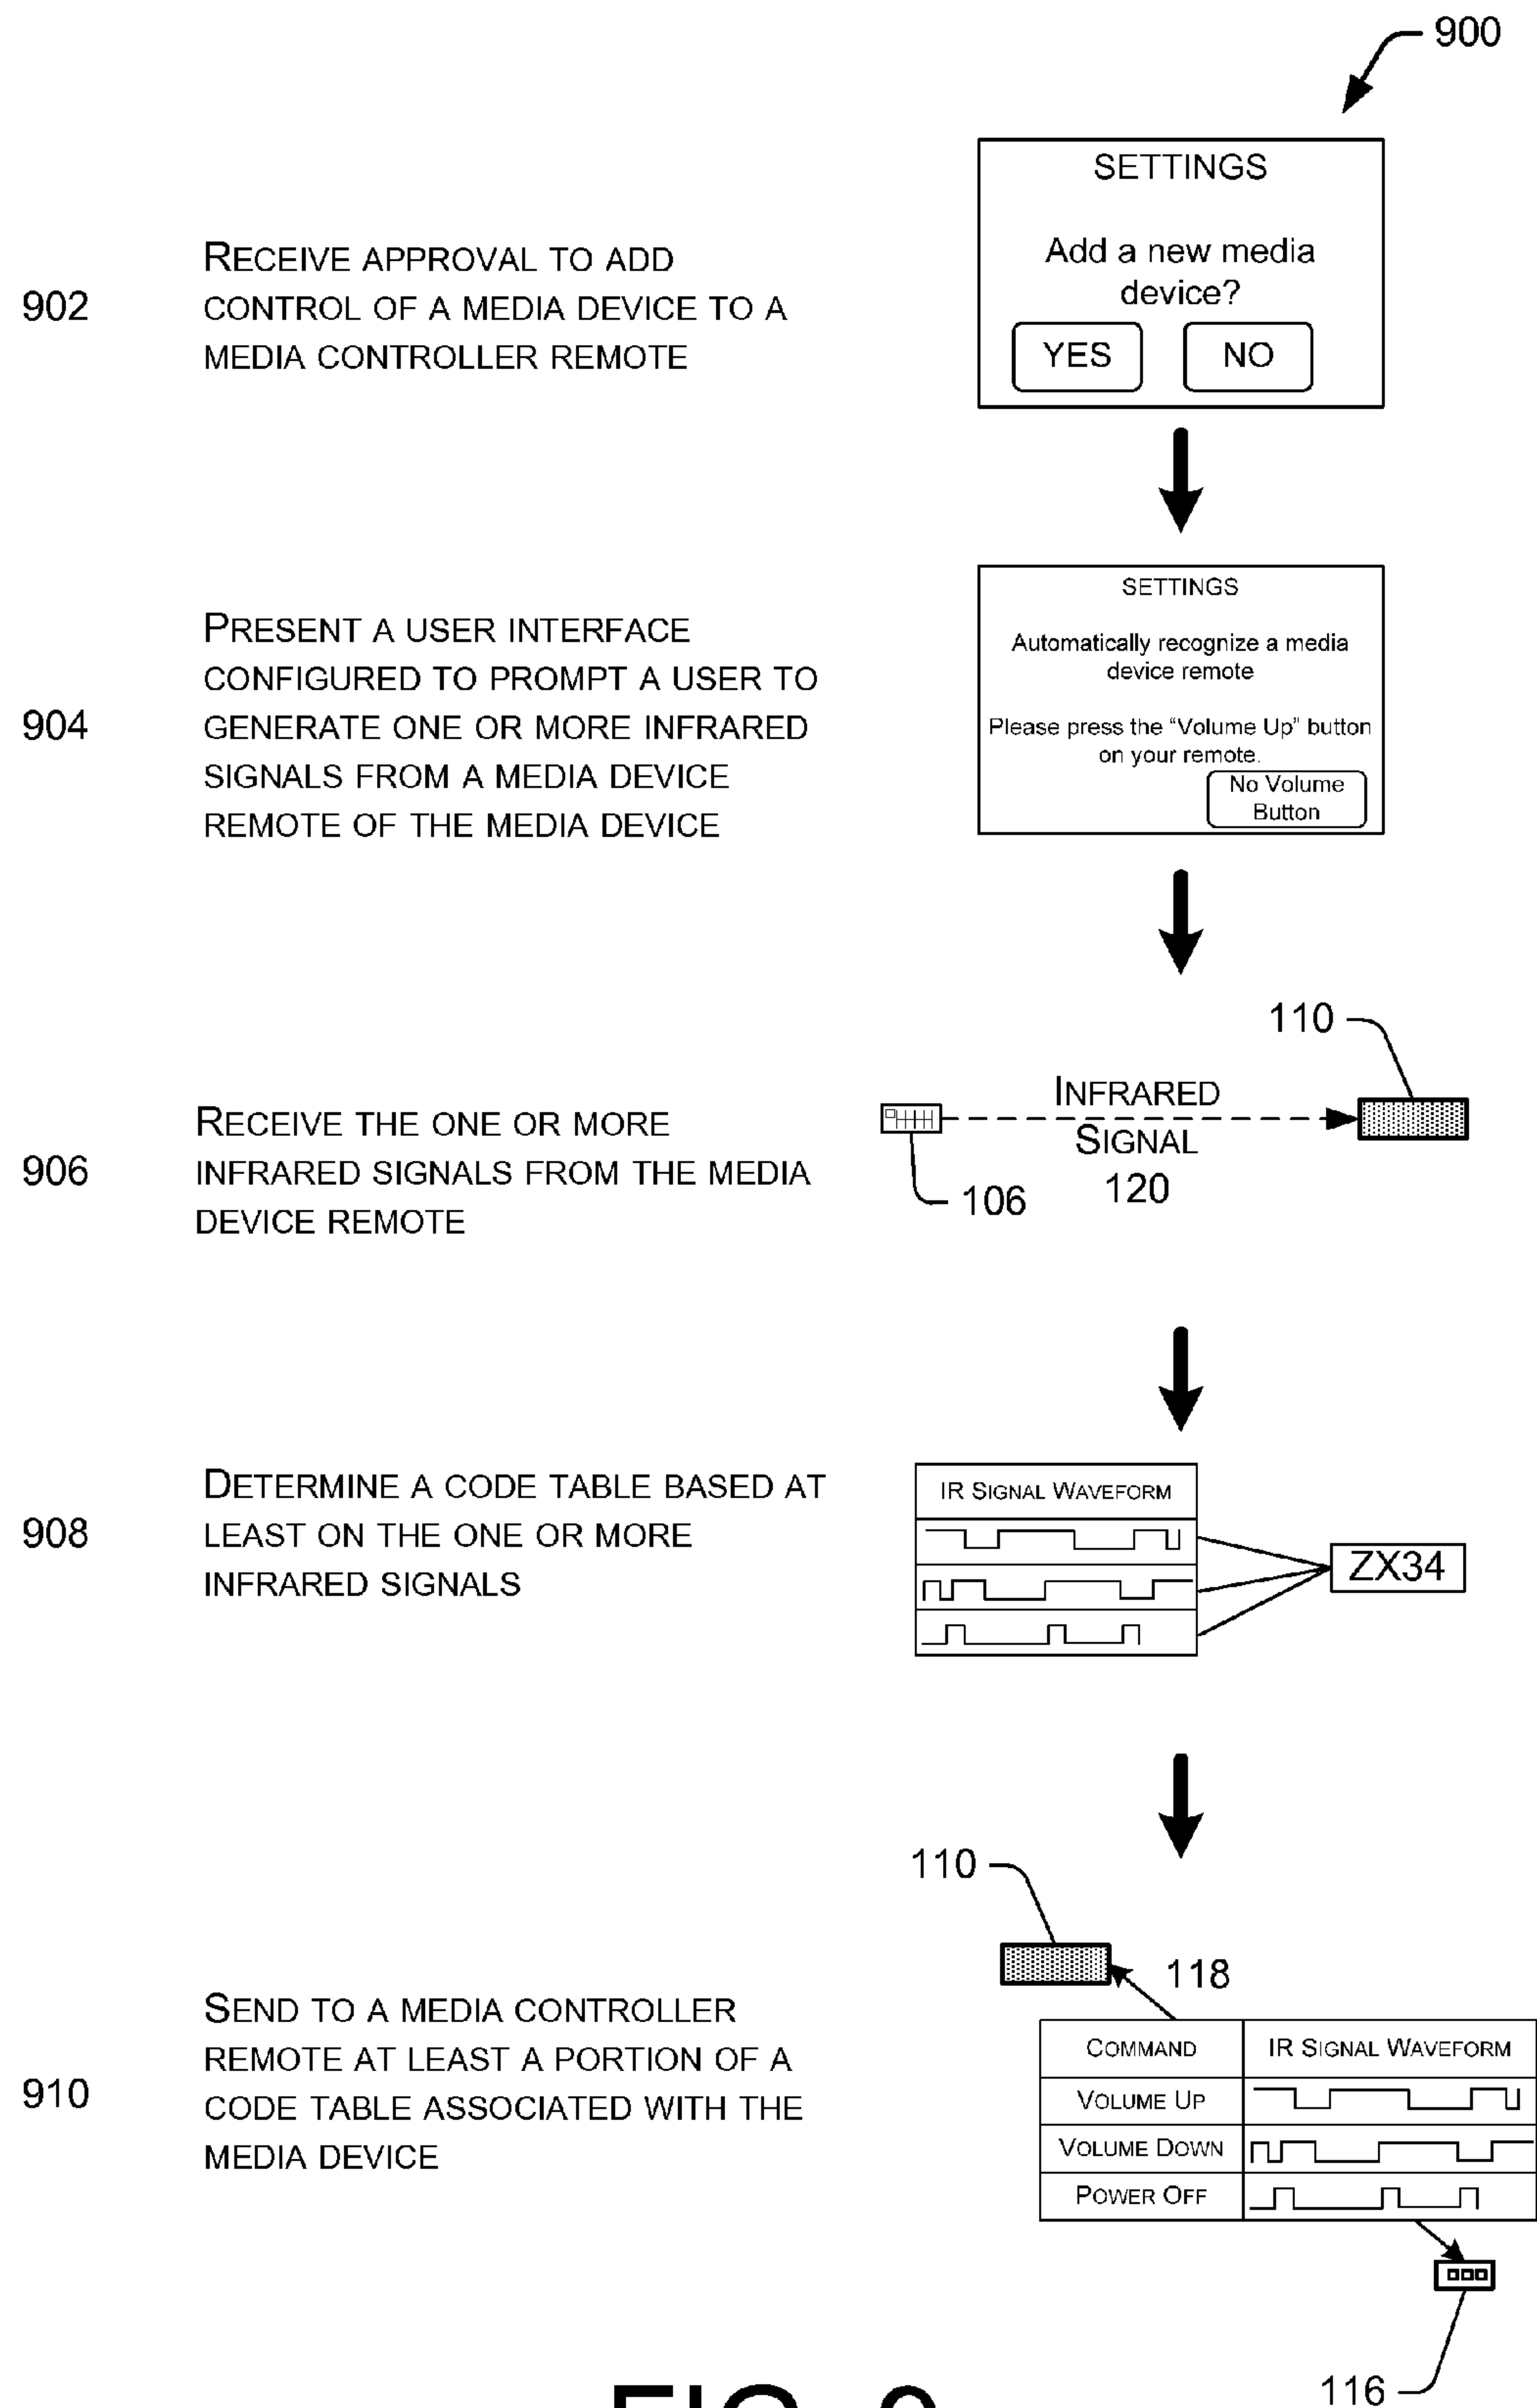 900
902
RECEIVE APPROVAL TO ADD
CONTROL OF A MEDIA DEVICE TO A
MEDIA CONTROLLER REMOTE
SETTINGS
Add a new media
device?
YES
NO
904
PRESENT A USER INTERFACE
CONFIGURED TO PROMPT A USER TO
GENERATE ONE OR MORE INFRARED
SIGNALS FROM A MEDIA DEVICE
REMOTE OF THE MEDIA DEVICE
SETTINGS
Automatically recognize a media
device remote
Please press the “Volume Up” button
on your remote.
No Volume
Button
906
RECEIVE THE ONE OR MORE
INFRARED SIGNALS FROM THE MEDIA
DEVICE REMOTE
110
INFRARED
SIGNAL
120
106
908
DETERMINE A CODE TABLE BASED AT
LEAST ON THE ONE OR MORE
INFRARED SIGNALS
IR SIGNAL WAVEFORM
ZX34
910
SEND TO A MEDIA CONTROLLER
REMOTE AT LEAST A PORTION OF A
CODE TABLE ASSOCIATED WITH THE
MEDIA DEVICE
110
118
COMMAND
IR SIGNAL WAVEFORM
VOLUME UP
VOLUME DOWN
POWER OFF
116
FIG.